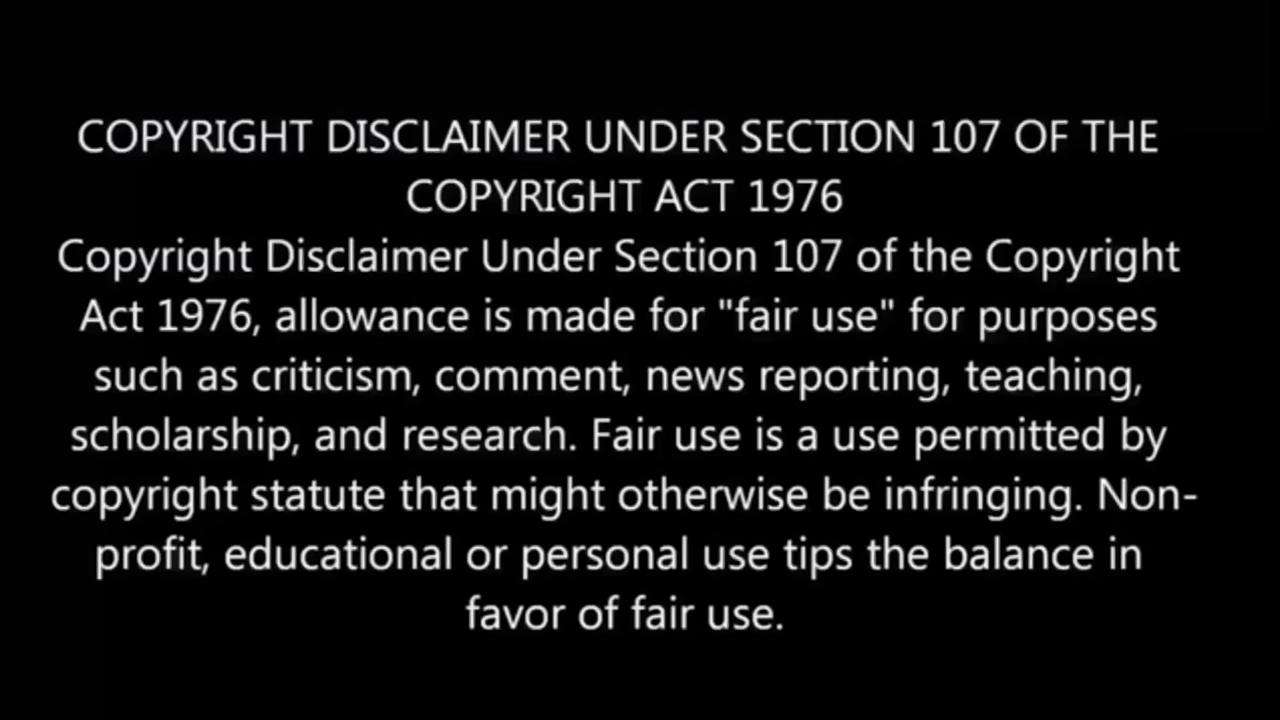 COPYRIGHT DISCLAIMER UNDER SECTION 107 OF THE
COPYRIGHT ACT 1976
Copyright Disclaimer Under Section 107 of the Copyright
Act 1976, allowance is made for "fair use" for purposes
such as criticism, comment, news reporting, teaching,
scholarship, and research. Fair use is a use permitted by
copyright statute that might otherwise be infringing. Non-
profit, educational or personal use tips the balance in
favor of fair use.